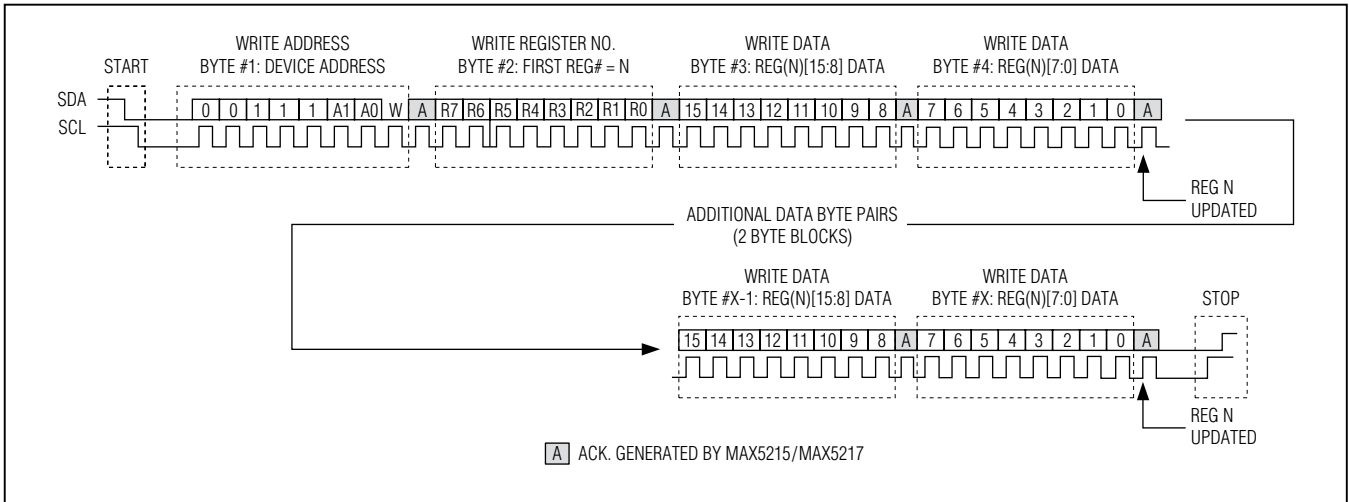 WRITE ADDRESS
BYTE #1: DEVICE ADDRESS
WRITE REGISTER NO.
BYTE #2: FIRST REG# = N
WRITE DATA
BYTE #3: REG(N)[15:8] DATA
WRITE DATA
BYTE #4: REG(N)[7:0] DATA
START
SDA
0 0 1 1 1 A1 A0 W A R7 R6 R5 R4 R3 R2 R1 R0 A 15 14 13 12 11 10 9 8 A 7 6 5 4 3 2 1 0 A
SCL
REG N
UPDATED
ADDITIONAL DATA BYTE PAIRS
(2 BYTE BLOCKS)
WRITE DATA
BYTE #X-1: REG(N)[15:8] DATA
WRITE DATA
BYTE #X: REG(N)[7:0] DATA
STOP
15 14 13 12 11 10 9 8 A 7 6 5 4 3 2 1 0 A
REG N
UPDATED
A ACK. GENERATED BY MAX5215/MAX5217